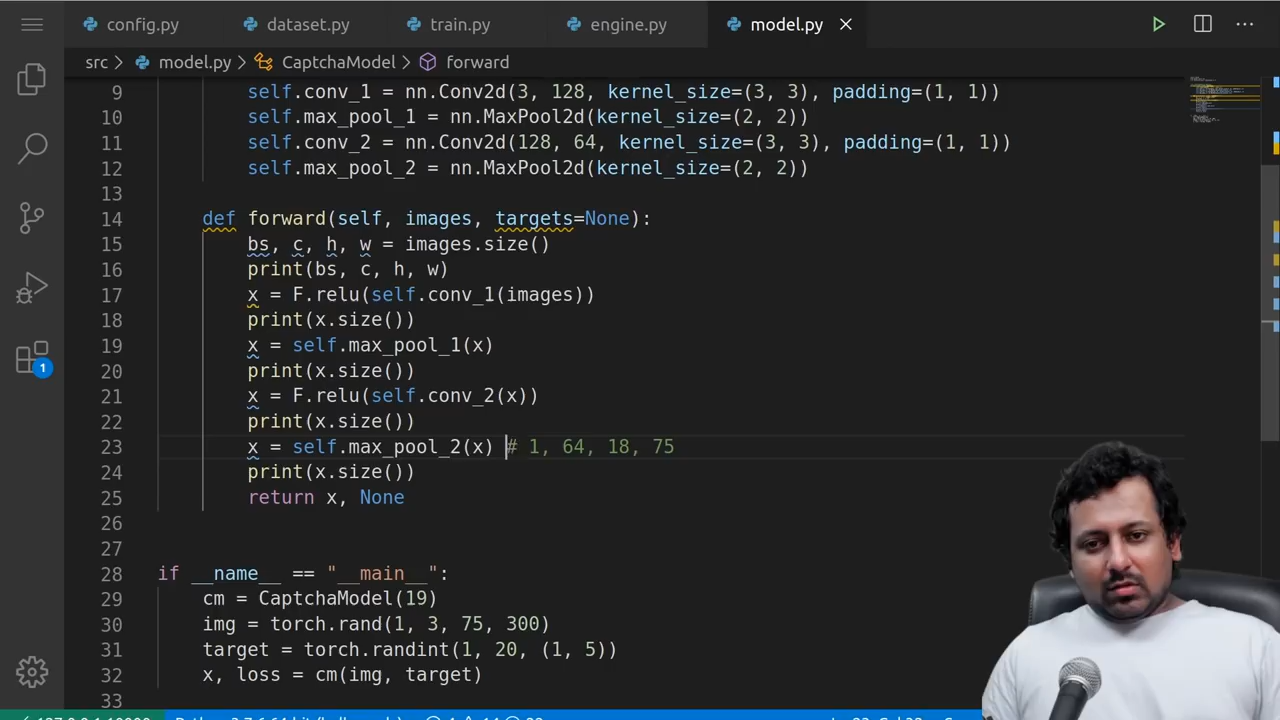 config.py dataset.py train.py engine.py model.py
src model.py CaptchaModel forward
9 self.conv_1 = nn.Conv2d(3, 128, kernel_size=(3, 3), padding=(1, 1))
10 self.max_pool_1 = nn.MaxPool2d(kernel_size=(2, 2))
11 self.conv_2 = nn.Conv2d(128, 64, kernel_size=(3, 3), padding=(1, 1))
12 self.max_pool_2 = nn.MaxPool2d(kernel_size=(2, 2))
13
14 def forward(self, images, targets=None):
15 bs, c, h, w = images.size()
16 print(bs, c, h, w)
17 x = F.relu(self.conv_1(images))
18 print(x.size())
19 x = self.max_pool_1(x)
20 print(x.size())
21 x = F.relu(self.conv_2(x))
22 print(x.size())
23 x = self.max_pool_2(x) # 1, 64, 18, 75
24 print(x.size())
25 return x, None
26
27
28 if __name__ == "__main__":
29 cm = CaptchaModel(19)
30 img = torch.rand(1, 3, 75, 300)
31 target = torch.randint(1, 20, (1, 5))
32 x, loss = cm(img, target)
33
1